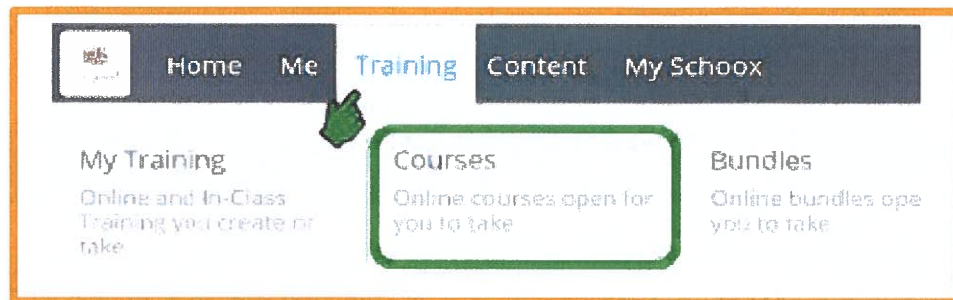 Home Me Training Content My Schoox
My Training
Online and In-Class
Training you create or
take
Courses
Online courses open for
you to take
Bundles
Online bundles ope
you to take